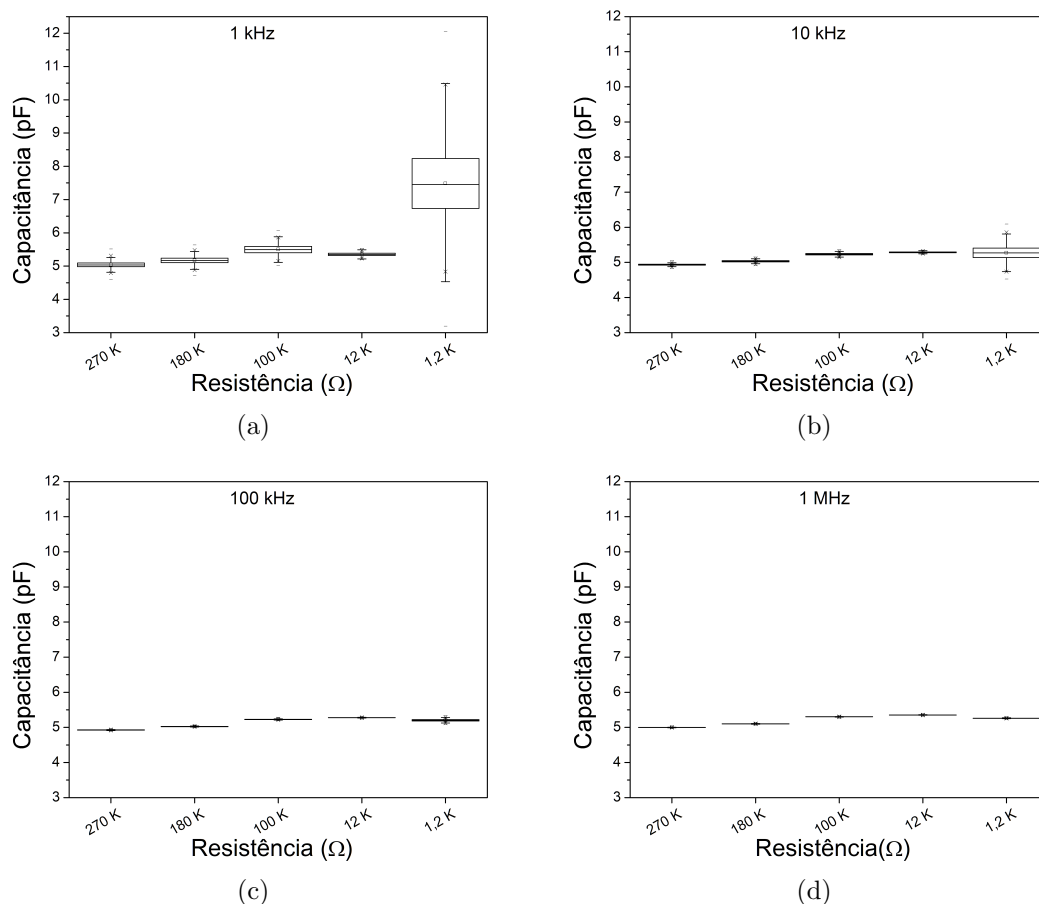 1 kHz
Capacitância (pF)
12
11
10
9
8
7
6
5
4
3
270 K
180 K
100 K
12 K
1,2 K
Resistência (Ω)
(a)
10 kHz
Capacitância (pF)
12
11
10
9
8
7
6
5
4
3
270 K
180 K
100 K
12 K
1,2 K
Resistência (Ω)
(b)
100 kHz
Capacitância (pF)
12
11
10
9
8
7
6
5
4
3
270 K
180 K
100 K
12 K
1,2 K
Resistência (Ω)
(c)
1 MHz
Capacitância (pF)
12
11
10
9
8
7
6
5
4
3
270 K
180 K
100 K
12 K
1,2 K
Resistência(Ω)
(d)